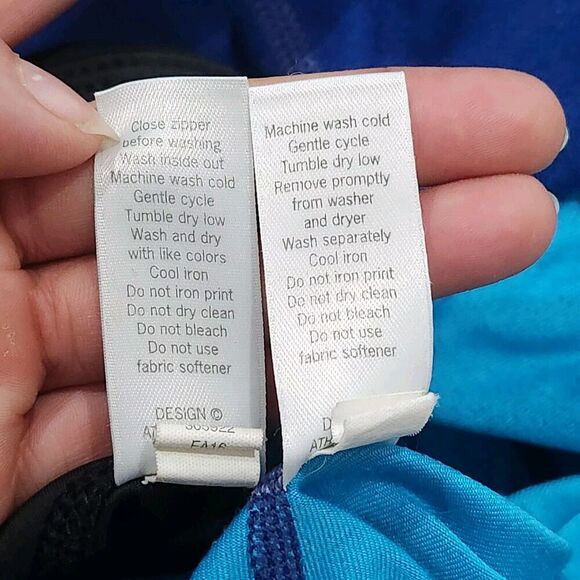 Close zipper
before washing
Wash inside out
Machine wash cold
Gentle cycle
Tumble dry low
Wash and dry
with like colors
Cool iron
Do not iron print
Do not dry clean
Do not bleach
Do not use
fabric softener
DESIGN ©
FA16
Machine wash cold
Gentle cycle
Tumble dry low
Remove promptly
from washer
and dryer
Wash separately
Cool iron
Do not iron print
Do not dry clean
Do not bleach
Do not use
fabric softener